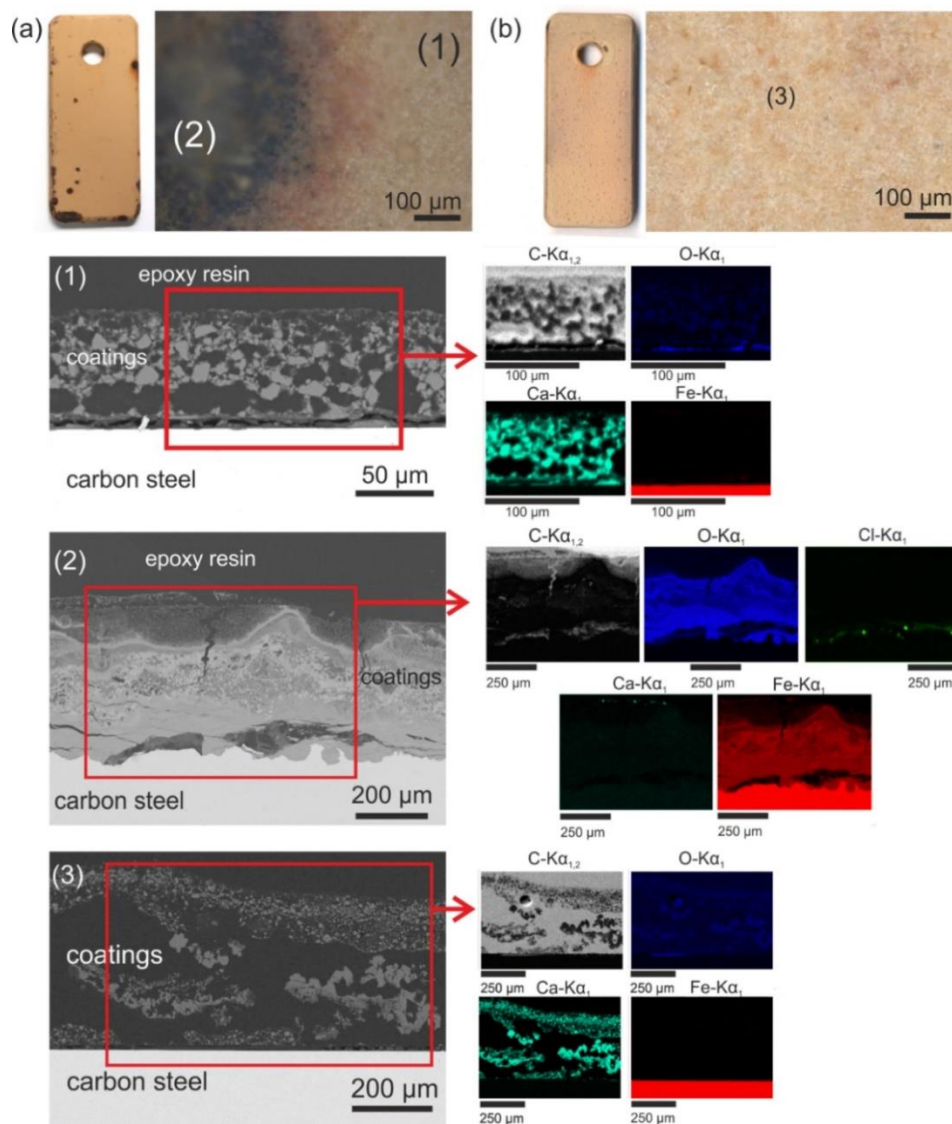 (a)
(1)
(2)
100 µm
(b)
(3)
100 µm
(1)
epoxy resin
coatings
carbon steel
50 µm
C-Kα1,2
O-Kα1
100 µm
100 µm
Ca-Kα1
Fe-Kα1
100 µm
100 µm
(2)
epoxy resin
coatings
carbon steel
200 µm
C-Kα1,2
O-Kα1
Cl-Kα1
250 µm
250 µm
250 µm
Ca-Kα1
Fe-Kα1
250 µm
250 µm
(3)
coatings
carbon steel
200 µm
C-Kα1,2
O-Kα1
250 µm
250 µm
Ca-Kα1
Fe-Kα1
250 µm
250 µm